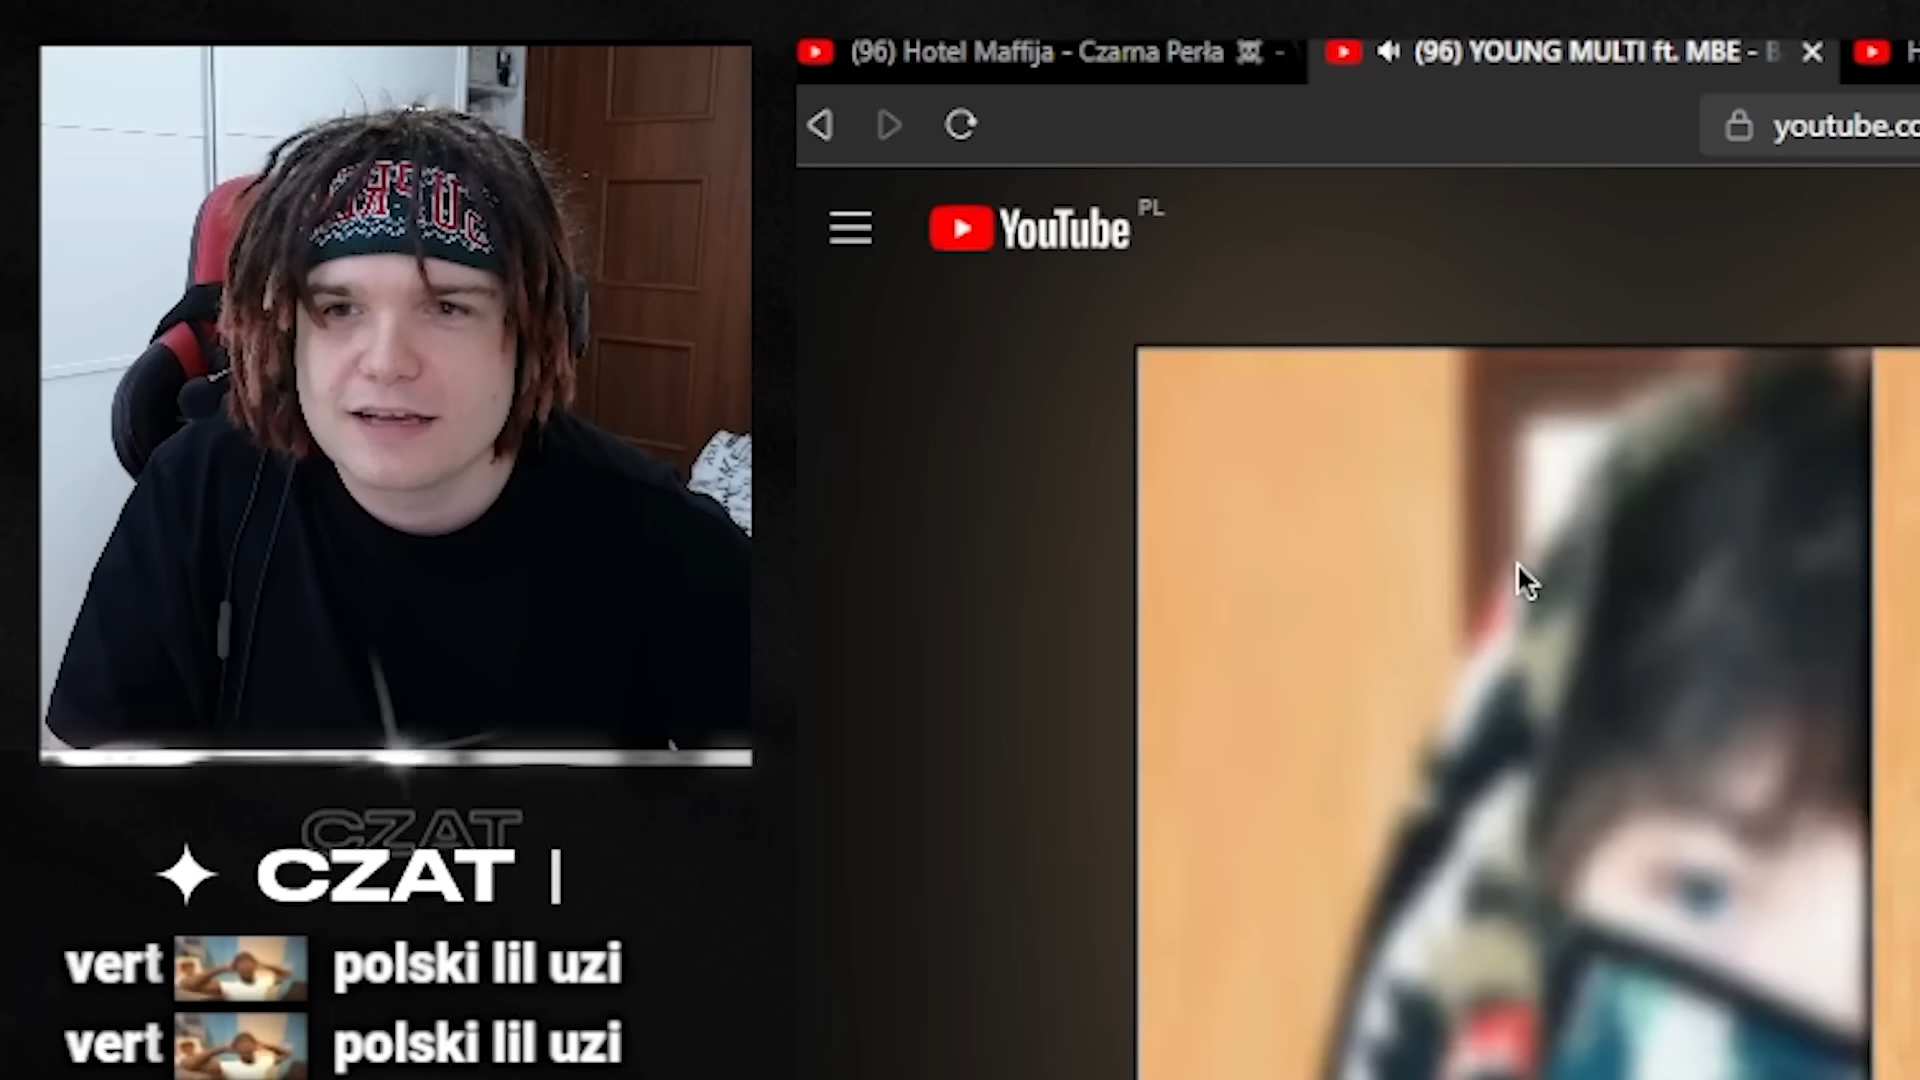 (96) Hotel Maffija - Czarna Perła ☠ -
(96) YOUNG MULTI ft. MBE - B
H
youtube.co
YouTube PL
CZAT
CZAT |
vert polski lil uzi
vert polski lil uzi